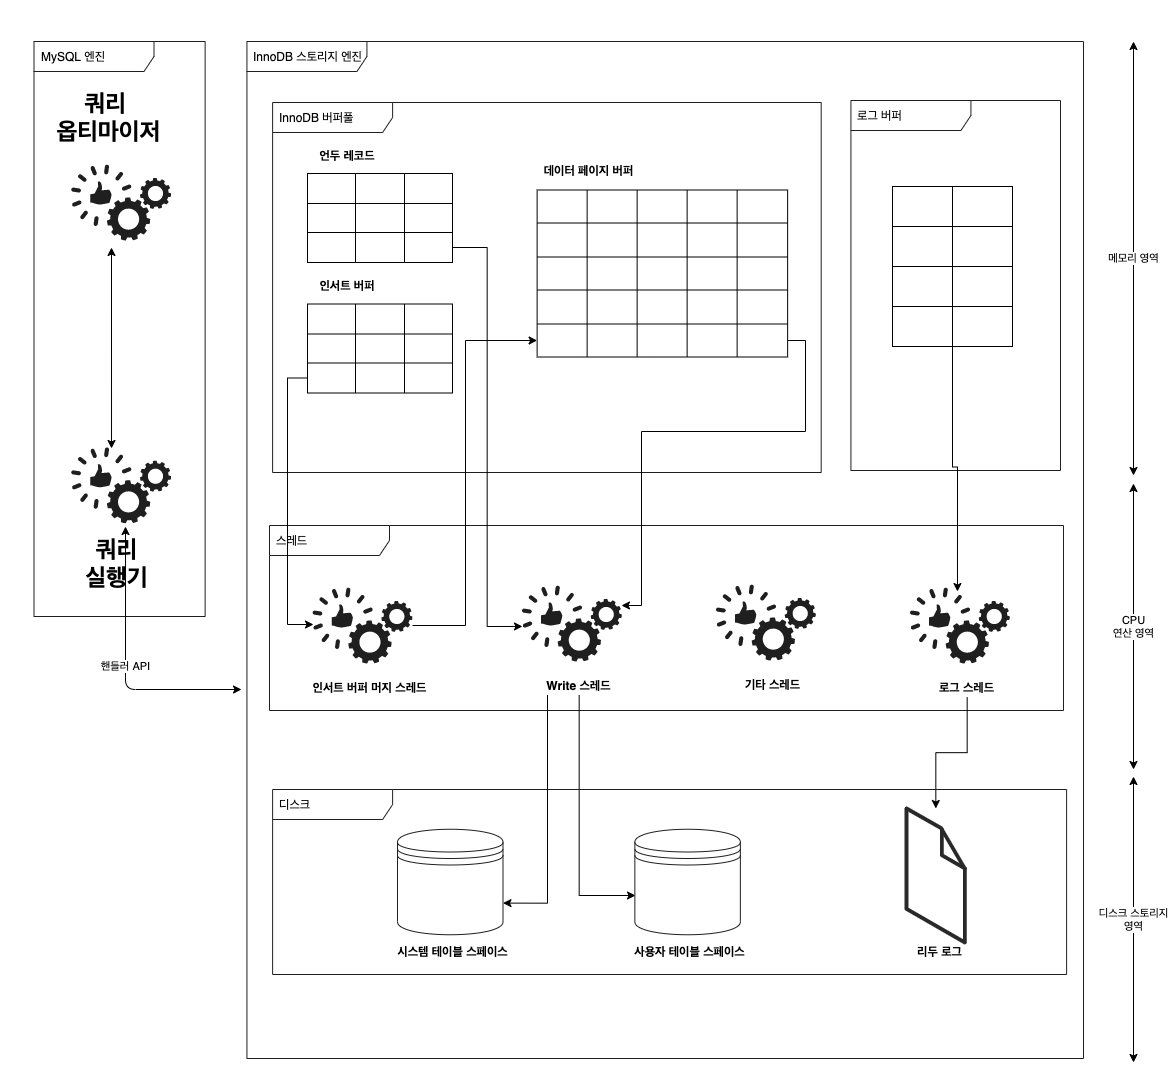 MySQL 엔진
쿼리
옵티마이저
쿼리
실행기
핸들러 API
InnoDB 스토리지 엔진
InnoDB 버퍼풀
언두 레코드
인서트 버퍼
데이터 페이지 버퍼
로그 버퍼
스레드
인서트 버퍼 머지 스레드
Write 스레드
기타 스레드
로그 스레드
디스크
시스템 테이블 스페이스
사용자 테이블 스페이스
리두 로그
메모리 영역
CPU
연산 영역
디스크 스토리지
영역